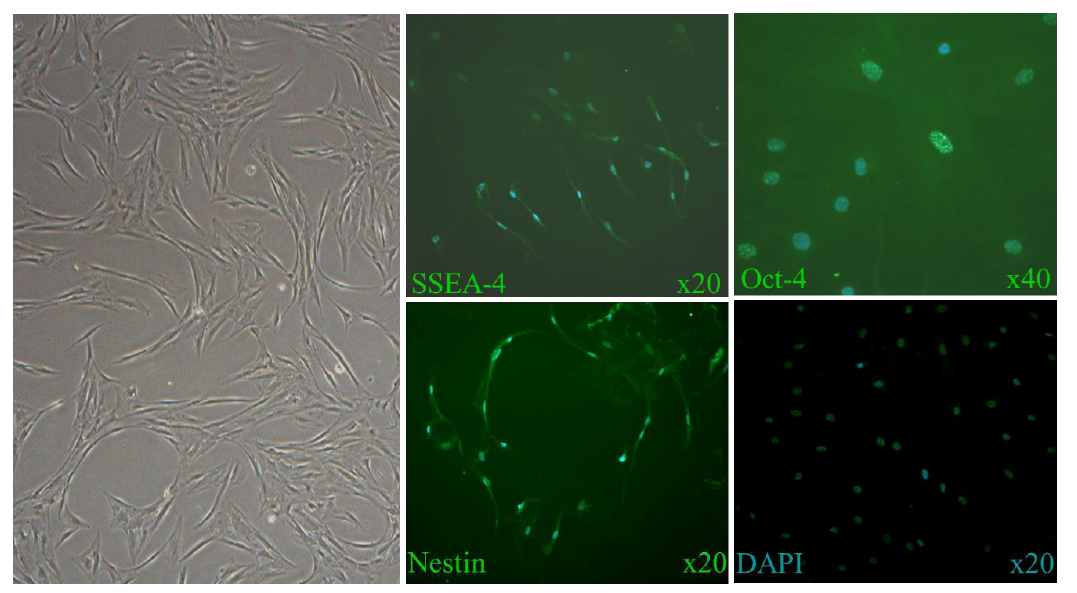 SSEA-4 x20
Oct-4 x40
Nestin x20
DAPI x20